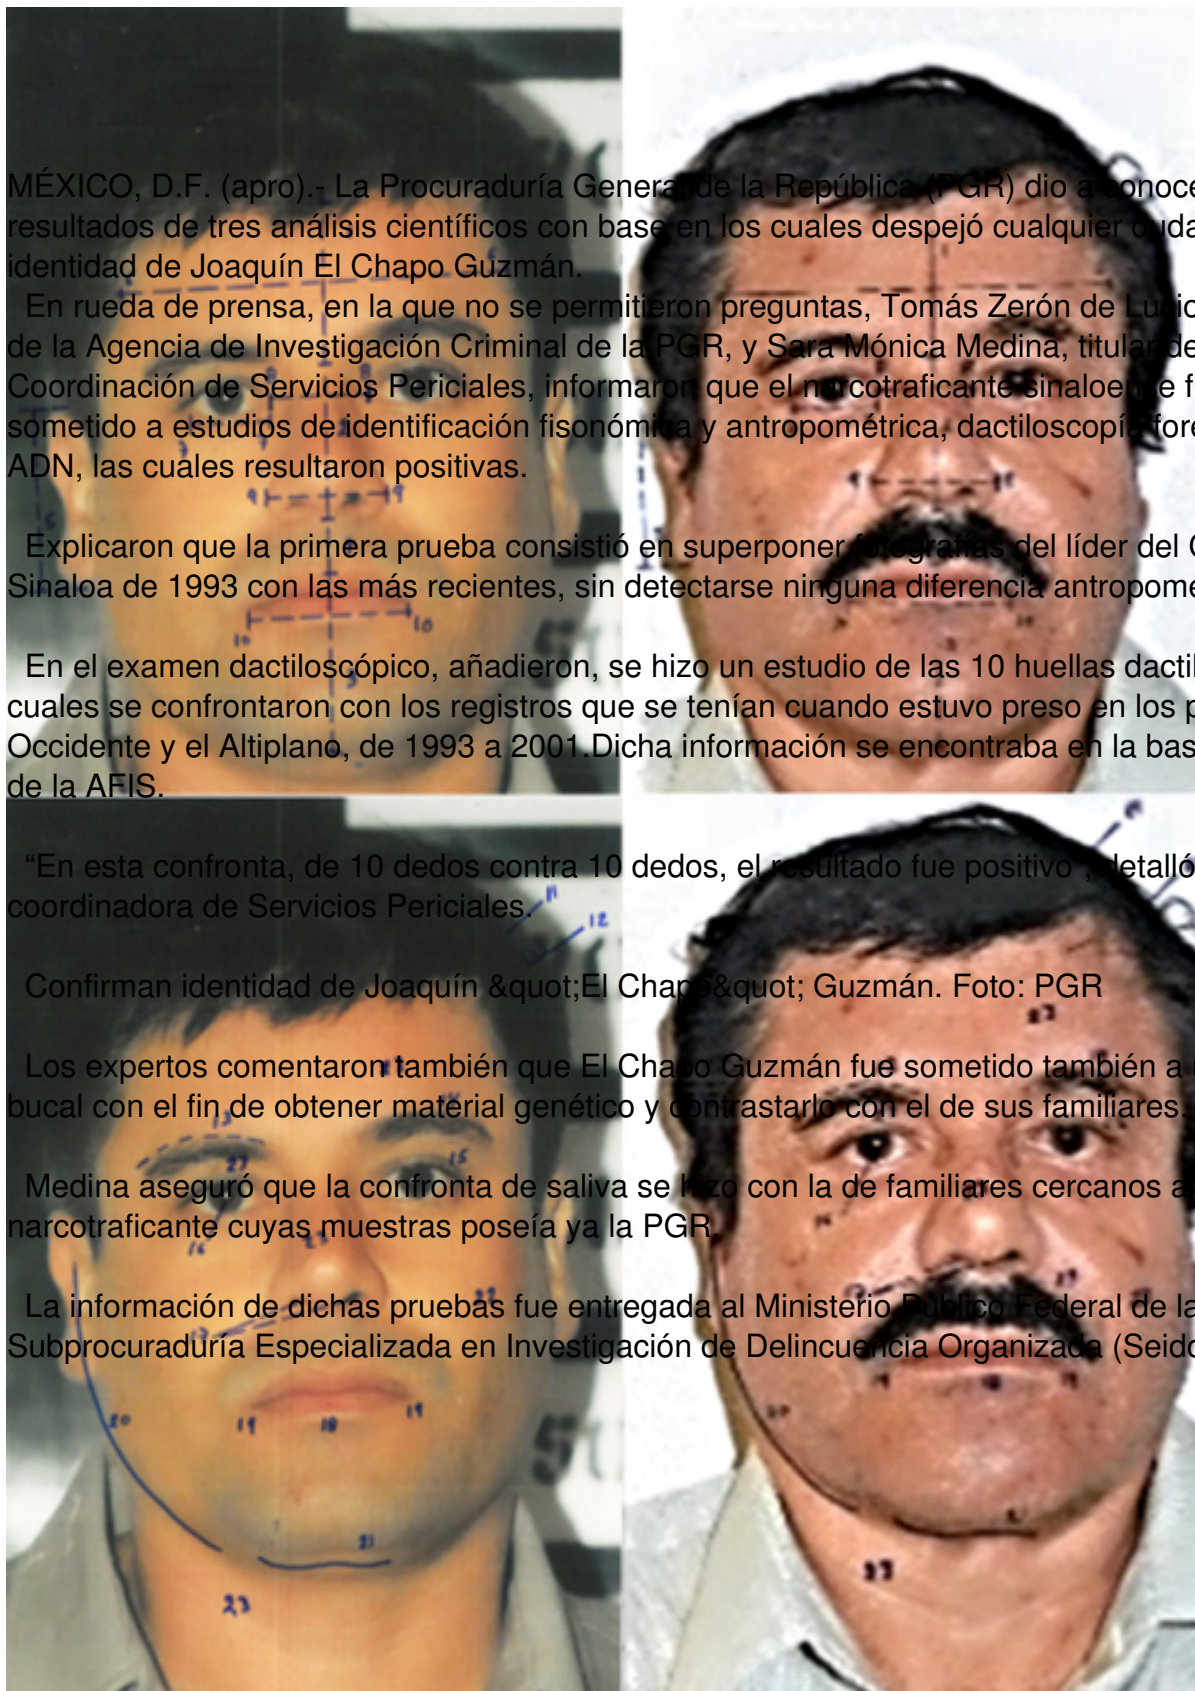 MÉXICO, D.F. (apro).- La Procuraduría General de la República (PGR) dio a conoce
resultados de tres análisis científicos con base en los cuales despejó cualquier duda
identidad de Joaquín El Chapo Guzmán.
En rueda de prensa, en la que no se permitieron preguntas, Tomás Zerón de Lucio
de la Agencia de Investigación Criminal de la PGR, y Sara Mónica Medina, titular de
Coordinación de Servicios Periciales, informaron que el narcotraficante sinaloense f
sometido a estudios de identificación fisonómica y antropométrica, dactiloscopía fore
ADN, las cuales resultaron positivas.
Explicaron que la primera prueba consistió en superponer fotografías del líder del C
Sinaloa de 1993 con las más recientes, sin detectarse ninguna diferencia antropomé
En el examen dactiloscópico, añadieron, se hizo un estudio de las 10 huellas dactil
cuales se confrontaron con los registros que se tenían cuando estuvo preso en los p
Occidente y el Altiplano, de 1993 a 2001.Dicha información se encontraba en la bas
de la AFIS.
“En esta confronta, de 10 dedos contra 10 dedos, el resultado fue positivo”, detalló
coordinadora de Servicios Periciales.
11
12
Confirman identidad de Joaquín &quot;El Chapo&quot; Guzmán. Foto: PGR
Los expertos comentaron también que El Chapo Guzmán fue sometido también a
bucal con el fin de obtener material genético y contrastarlo con el de sus familiares.
13
15
Medina aseguró que la confronta de saliva se hizo con la de familiares cercanos a
narcotraficante cuyas muestras poseía ya la PGR.
16
La información de dichas pruebas fue entregada al Ministerio Público Federal de la
Subprocuraduría Especializada en Investigación de Delincuencia Organizada (Seido
20
19
18
19
21
23